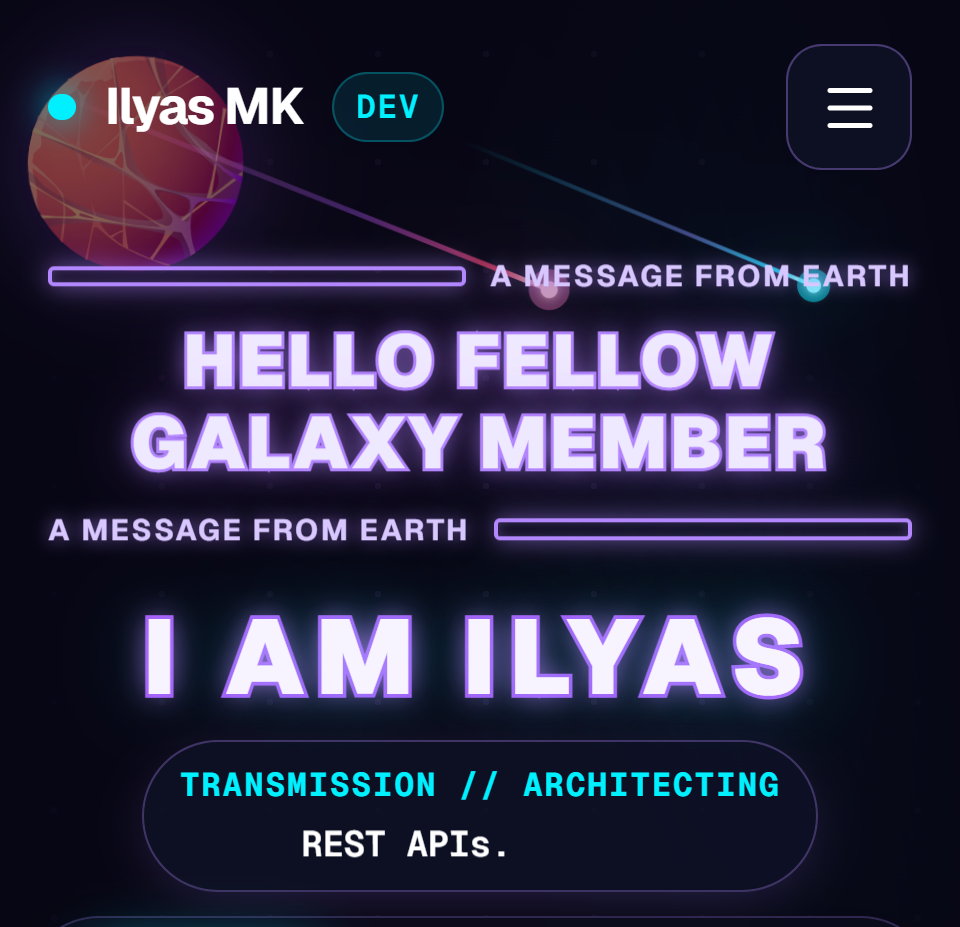 Ilyas MK DEV
A MESSAGE FROM EARTH
HELLO FELLOW
GALAXY MEMBER
A MESSAGE FROM EARTH
I AM ILYAS
TRANSMISSION // ARCHITECTING
REST APIs.